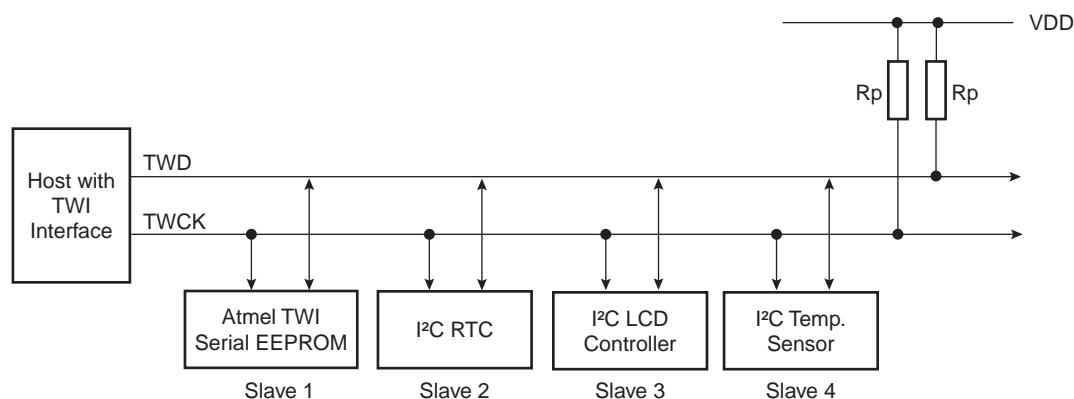 VDD
Rp
Rp
Host with
TWI
Interface
TWD
TWCK
Atmel TWI
Serial EEPROM
I²C RTC
I²C LCD
Controller
I²C Temp.
Sensor
Slave 1
Slave 2
Slave 3
Slave 4